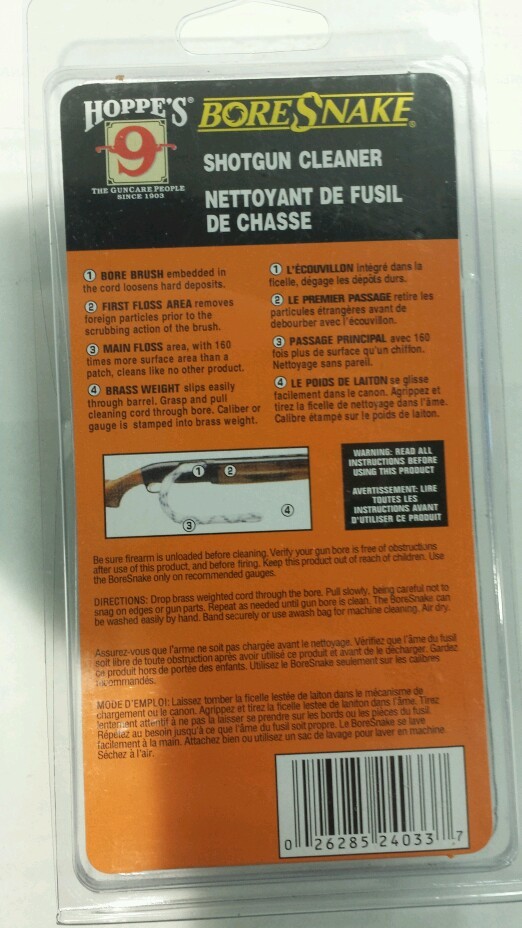 HOPPE'S®
9
THE GUNCARE PEOPLE
SINCE 1903
BORESNAKE®
SHOTGUN CLEANER
NETTOYANT DE FUSIL
DE CHASSE
1 BORE BRUSH embedded in
the cord loosens hard deposits.
2 FIRST FLOSS AREA removes
foreign particles prior to the
scrubbing action of the brush.
3 MAIN FLOSS area, with 160
times more surface area than a
patch, cleans like no other product.
4 BRASS WEIGHT slips easily
through barrel. Grasp and pull
cleaning cord through bore. Caliber or
gauge is stamped into brass weight.
1 L'ÉCOUVILLON intégré dans la
ficelle, dégage les dépôts durs.
2 LE PREMIER PASSAGE retire les
particules étrangères avant de
debourber avec l'écouvillon.
3 PASSAGE PRINCIPAL avec 160
fois plus de surface qu'un chiffon.
Nettoyage sans pareil.
4 LE POIDS DE LAITON se glisse
facilement dans le canon. Agrippez et
tirez la ficelle de nettoyage dans l'âme.
Calibre étampé sur le poids de laiton.
1 2
3
4
WARNING: READ ALL
INSTRUCTIONS BEFORE
USING THIS PRODUCT
AVERTISSEMENT: LIRE
TOUTES LES
INSTRUCTIONS AVANT
D'UTILISER CE PRODUIT
Be sure firearm is unloaded before cleaning. Verify your gun bore is free of obstructions
after use of this product, and before firing. Keep this product out of reach of children. Use
the BoreSnake only on recommended gauges.
DIRECTIONS: Drop brass weighted cord through the bore. Pull slowly, being careful not to
snag on edges or gun parts. Repeat as needed until gun bore is clean. The BoreSnake can
be washed easily by hand. Band securely or use awash bag for machine cleaning. Air dry.
Assurez-vous que l'arme ne soit pas chargée avant le nettoyage. Vérifiez que l'âme du fusil
soit libre de toute obstruction après avoir utilisé ce produit et avant de le décharger. Gardez
ce produit hors de portée des enfants. Utilisez le BoreSnake seulement sur les calibres
recommandés.
MODE D'EMPLOI: Laissez tomber la ficelle lestée de laiton dans le mécanisme de
chargement ou le canon. Agrippez et tirez la ficelle lestée de laniton dans l'âme. Tirez
lentement attentif à ne pas la laisser se prendre sur les bords ou les pièces du fusil.
Répétez au besoin jusqu'à ce que l'âme du fusil soit propre. Le BoreSnake se lave
facilement à la main. Attachez bien ou utilisez un sac de lavage pour laver en machine.
Séchez à l'air.
0 26285 24033 7